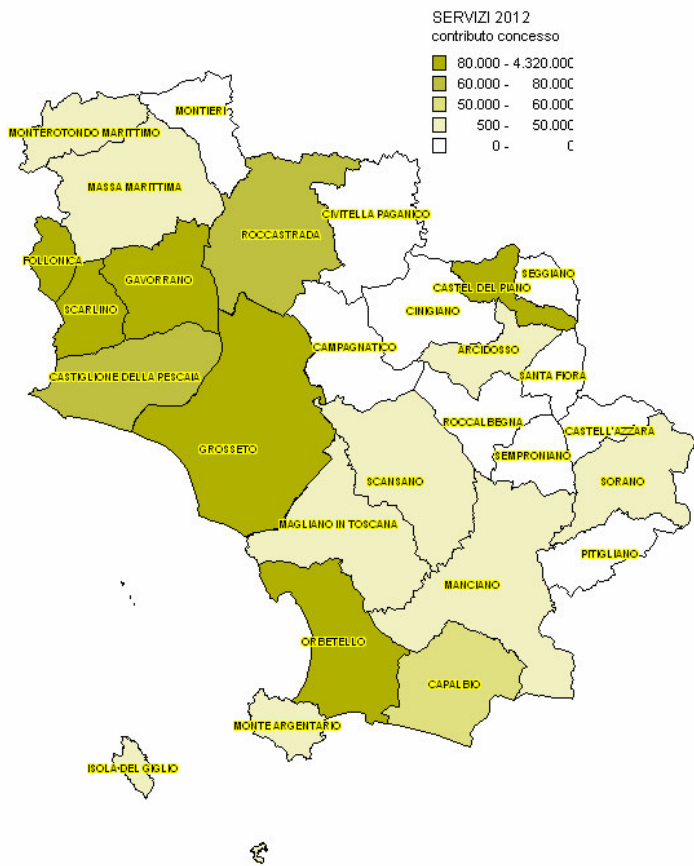 SERVIZI 2012
contributo concesso
80.000 - 4.320.000
60.000 - 80.000
50.000 - 60.000
500 - 50.000
0 - 0
MONTIERI
MONTEROTONDO MARITTIMO
MASSA MARITTIMA
CIVITELLA PAGANICO
ROCCASTRADA
FOLLONICA
GAVORRANO
SEGGIANO
CASTEL DEL PIANO
SCARLINO
CINIGIANO
CAMPAGNATICO
ARCIDOSSO
CASTIGLIONE DELLA PESCAIA
SANTA FIORA
ROCCALBEGNA
CASTELL'AZZARA
GROSSETO
SEMPRONIANO
SCANSANO
SORANO
MAGLIANO IN TOSCANA
PITIGLIANO
MANCIANO
ORBETELLO
CAPALBIO
MONTE ARGENTARIO
ISOLA DEL GIGLIO